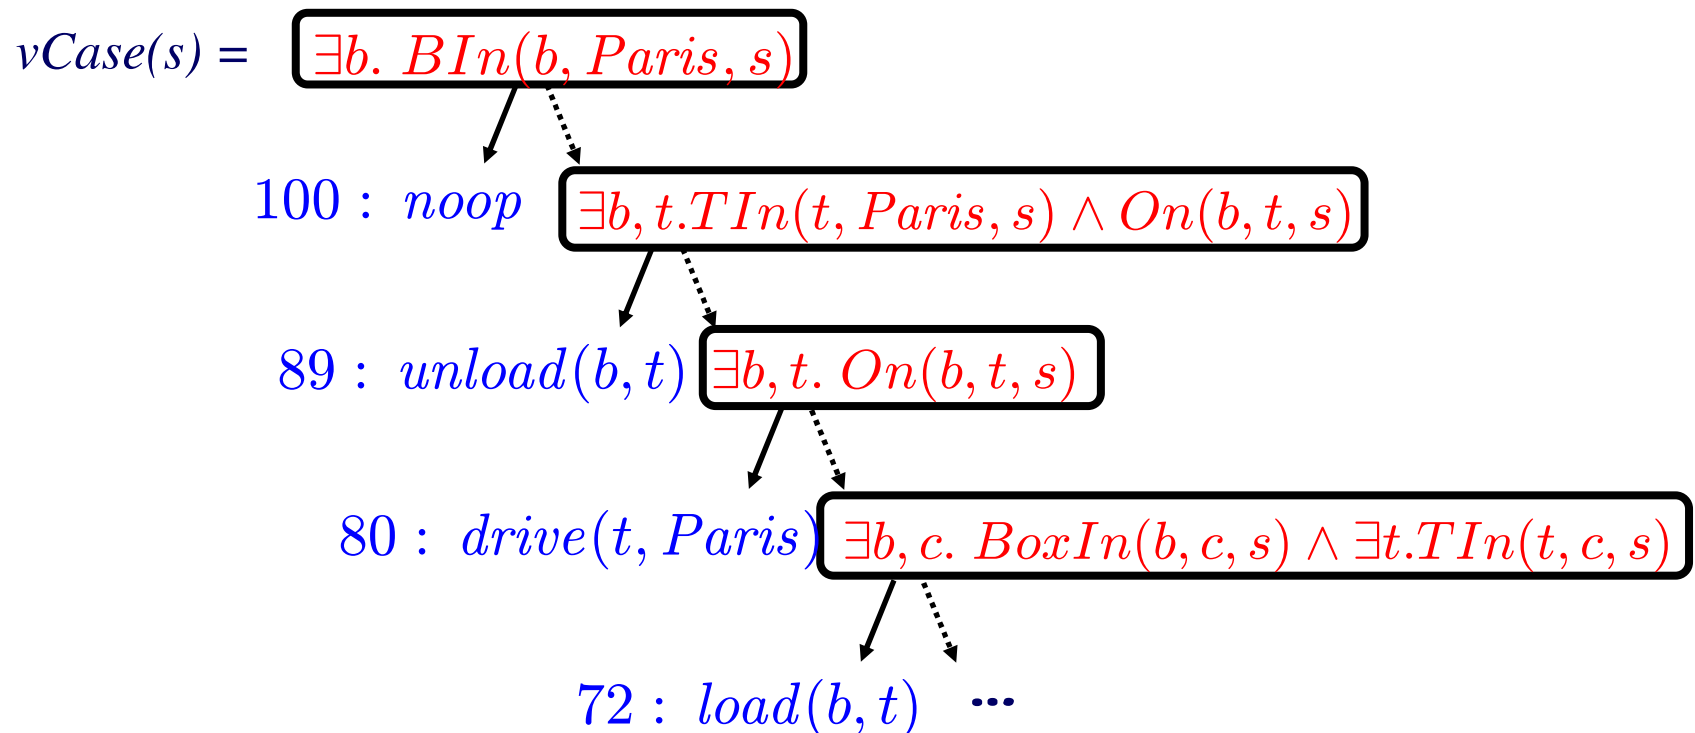 vCase(s) = ∃b. BIn(b, Paris, s)
100 : noop ∃b, t.TIn(t, Paris, s) ∧ On(b, t, s)
89 : unload(b, t) ∃b, t. On(b, t, s)
80 : drive(t, Paris) ∃b, c. BoxIn(b, c, s) ∧ ∃t.TIn(t, c, s)
72 : load(b, t) ...